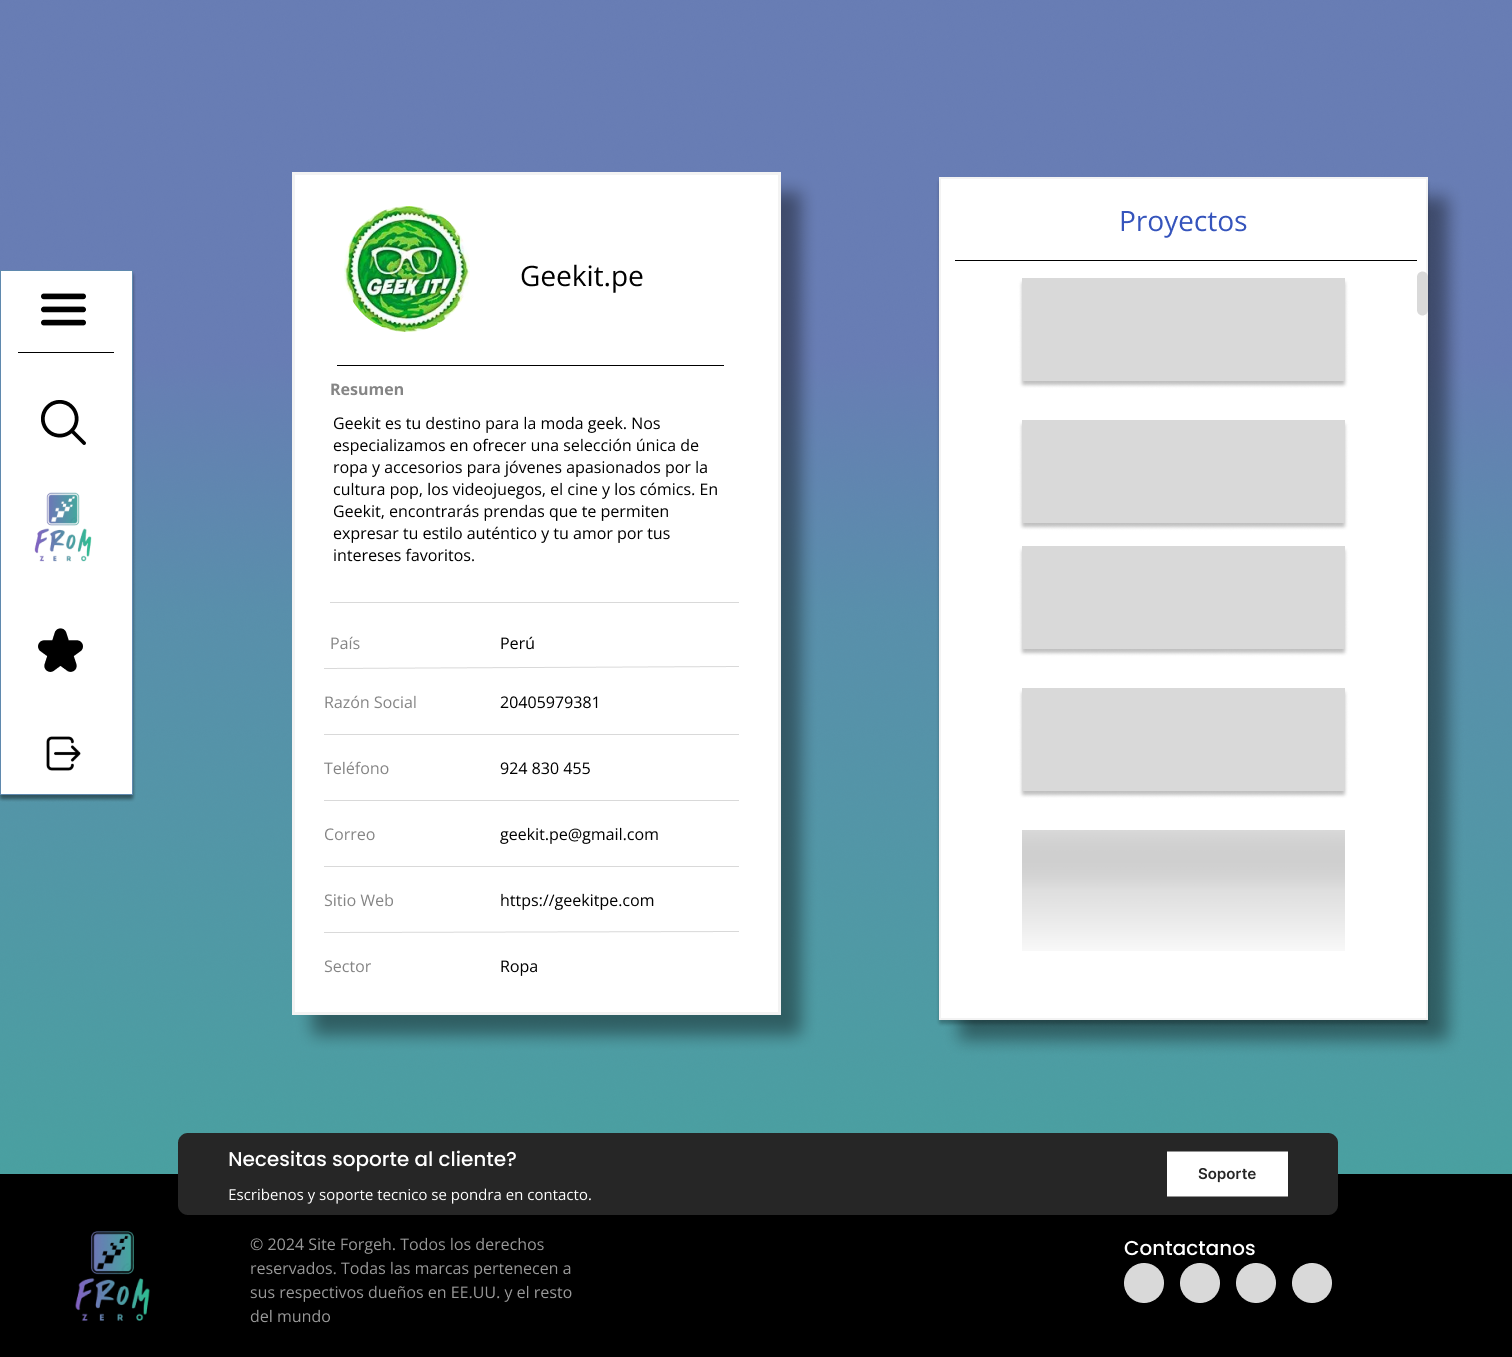 GEEK IT!
Geekit.pe
Resumen
Geekit es tu destino para la moda geek. Nos
especializamos en ofrecer una selección única de
ropa y accesorios para jóvenes apasionados por la
cultura pop, los videojuegos, el cine y los cómics. En
Geekit, encontrarás prendas que te permiten
expresar tu estilo auténtico y tu amor por tus
intereses favoritos.
País Perú
Razón Social 20405979381
Teléfono 924 830 455
Correo geekit.pe@gmail.com
Sitio Web https://geekitpe.com
Sector Ropa
Proyectos
FROM
ZERO
Necesitas soporte al cliente?
Escribenos y soporte tecnico se pondra en contacto.
Soporte
FROM
ZERO
© 2024 Site Forgeh. Todos los derechos
reservados. Todas las marcas pertenecen a
sus respectivos dueños en EE.UU. y el resto
del mundo
Contactanos